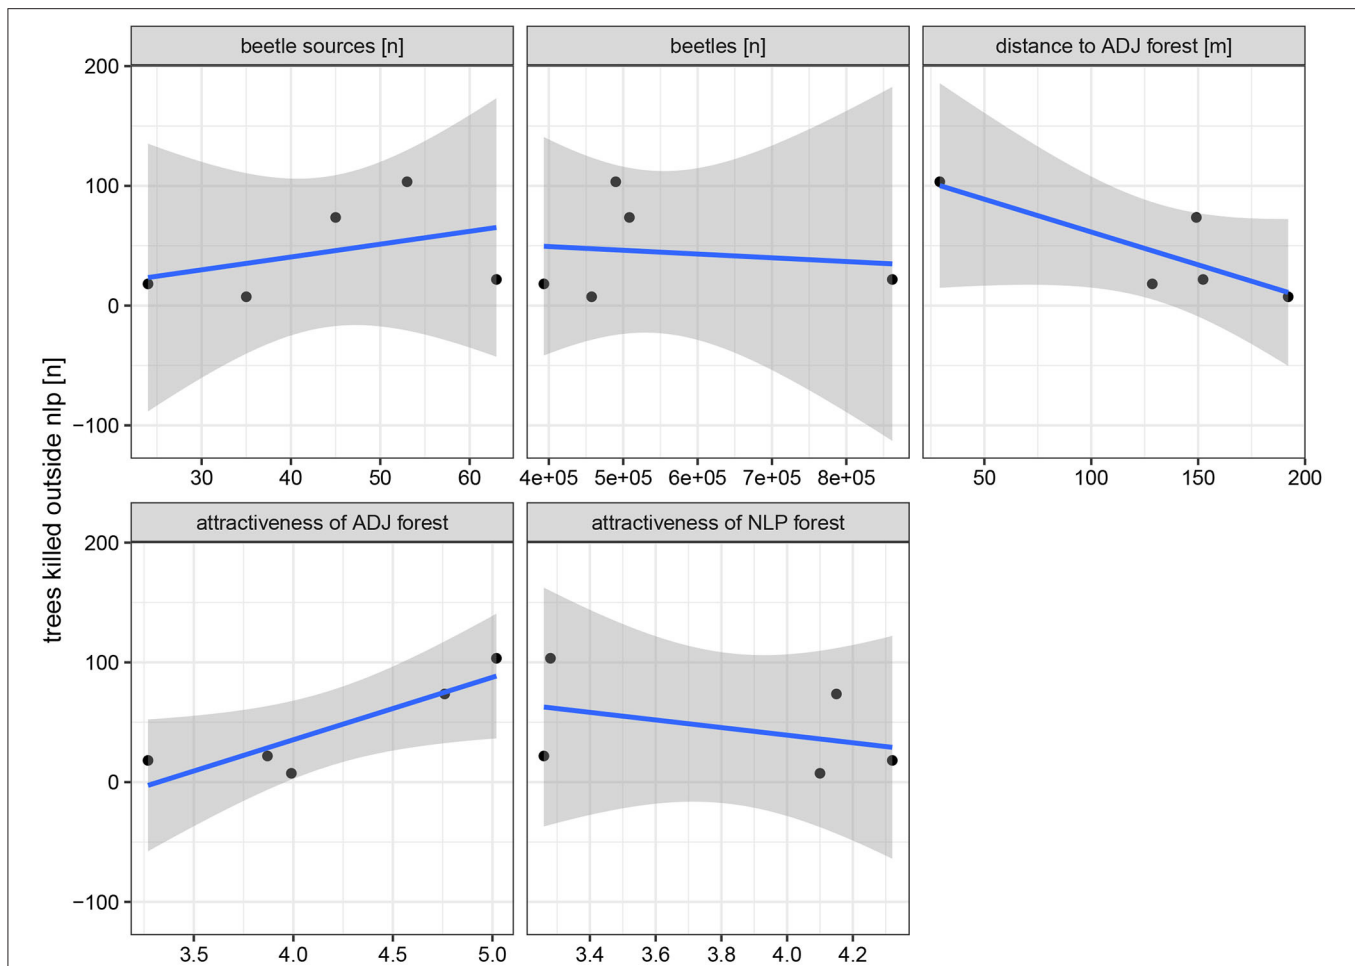 beetle sources [n]
beetles [n]
distance to ADJ forest [m]
200
100
0
−100
30 40 50 60
4e+05 5e+05 6e+05 7e+05 8e+05
50 100 150 200
trees killed outside nlp [n]
attractiveness of ADJ forest
attractiveness of NLP forest
200
100
0
−100
3.5 4.0 4.5 5.0
3.4 3.6 3.8 4.0 4.2